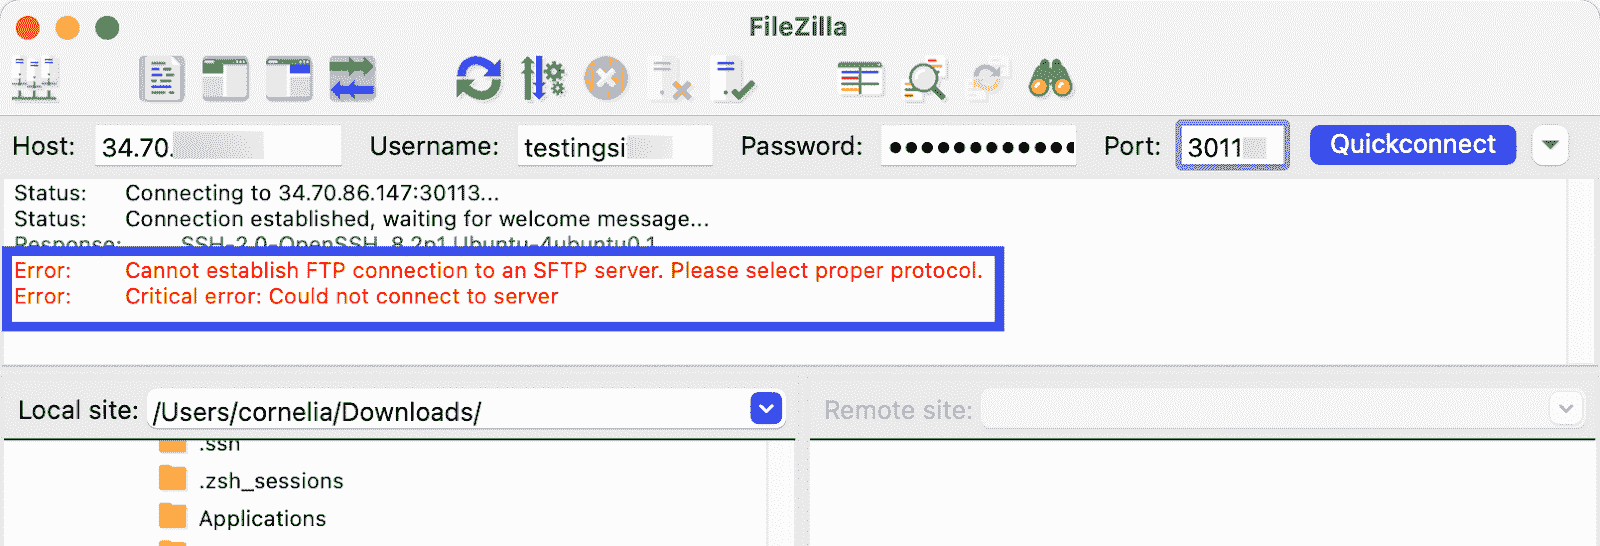 FileZilla
Host: 34.70. Username: testingsi Password: ●●●●●●●●●●●● Port: 3011 Quickconnect
Status: Connecting to 34.70.86.147:30113...
Status: Connection established, waiting for welcome message...
Response: SSH-2.0-OpenSSH_8.2p1 Ubuntu-4ubuntu0.1
Error: Cannot establish FTP connection to an SFTP server. Please select proper protocol.
Error: Critical error: Could not connect to server
Local site: /Users/cornelia/Downloads/ Remote site:
.ssh
.zsh_sessions
Applications